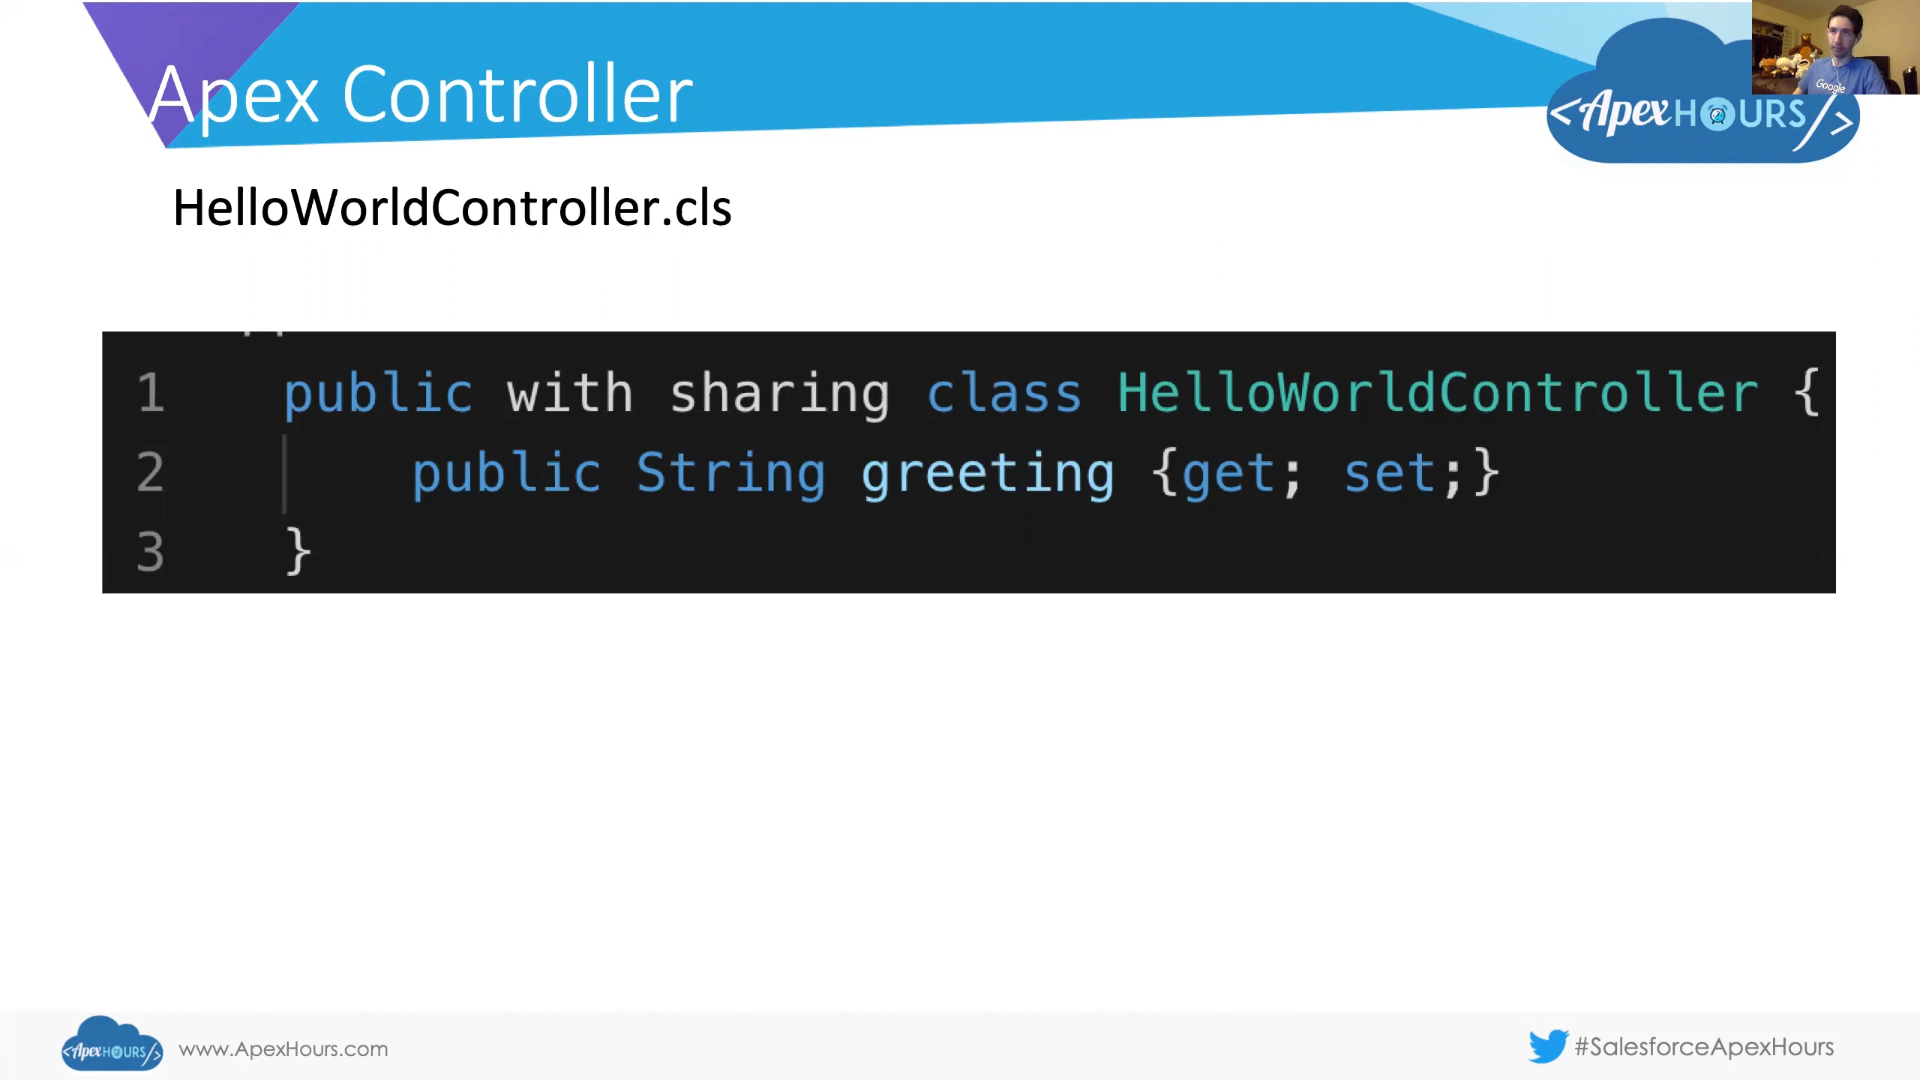 Apex Controller
Google
<ApexHOURS/>
HelloWorldController.cls
1 public with sharing class HelloWorldController {
2 public String greeting {get; set;}
3 }
<ApexHOURS/> www.ApexHours.com
#SalesforceApexHours